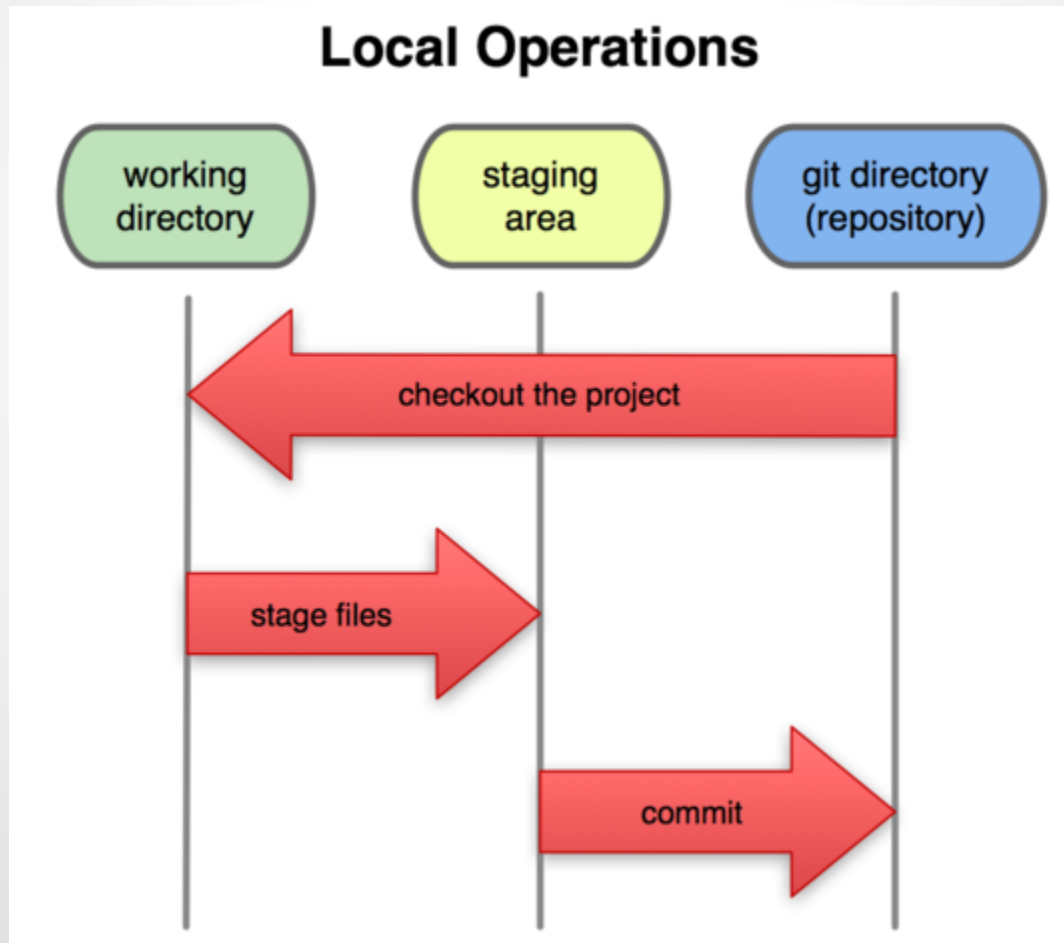 Local Operations
working
directory
staging
area
git directory
(repository)
checkout the project
stage files
commit